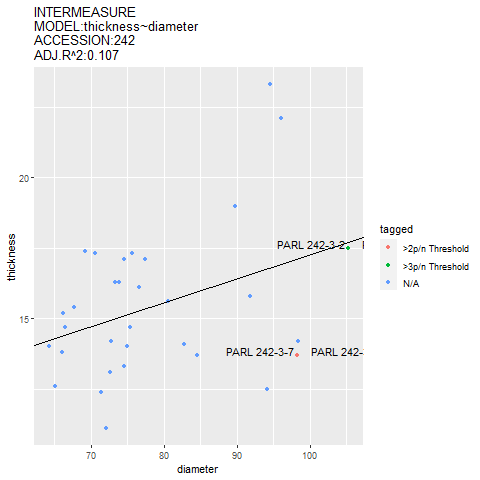 INTERMEASURE
MODEL:thickness~diameter
ACCESSION:242
ADJ.R^2:0.107
20
15
thickness
PARL 242-3-2
PARL 242-3-7
PARL 242-
70
80
90
100
diameter
tagged
>2p/n Threshold
>3p/n Threshold
N/A